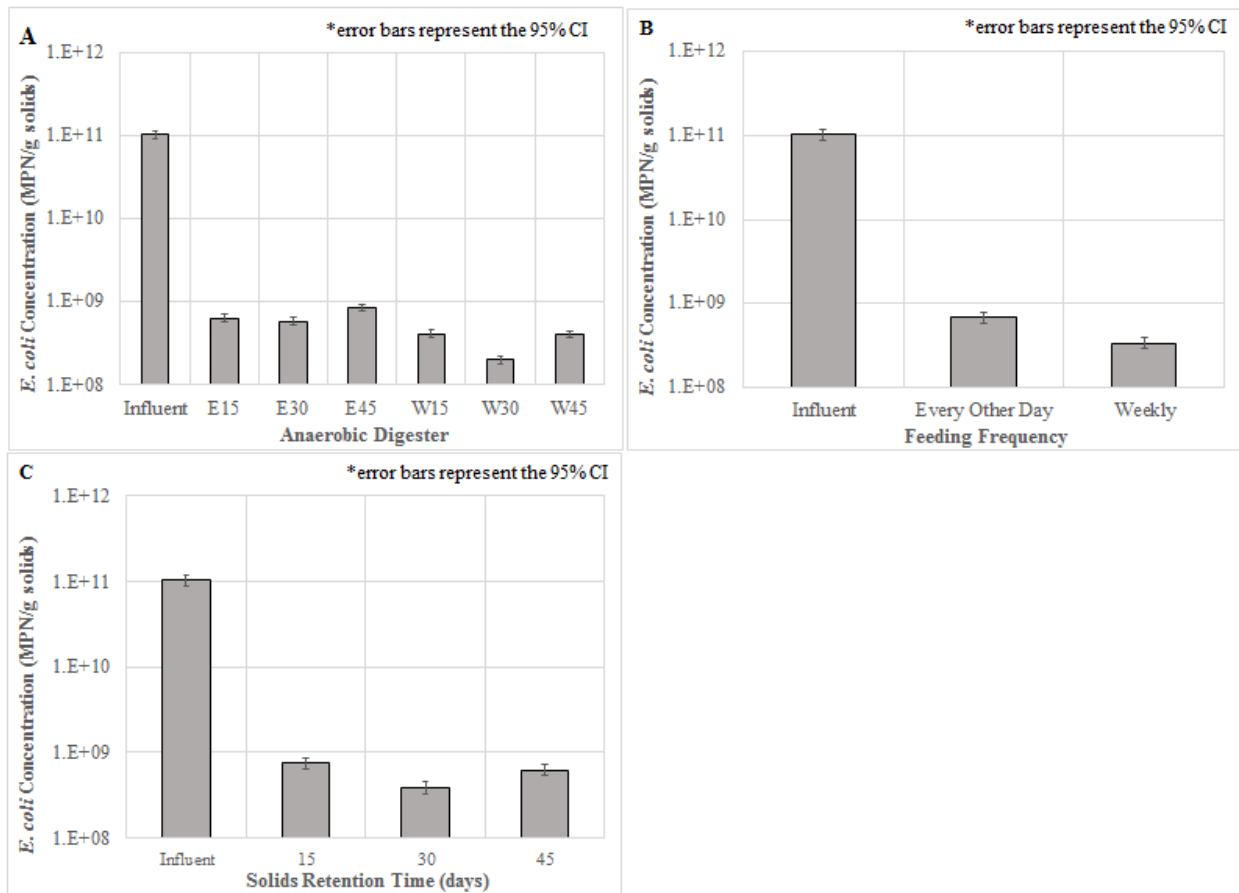 A
*error bars represent the 95% CI
E. coli Concentration (MPN/g solids)
1.E+12
1.E+11
1.E+10
1.E+09
1.E+08
Influent E15 E30 E45 W15 W30 W45
Anaerobic Digester
B
*error bars represent the 95% CI
E. coli Concentration (MPN/g solids)
1.E+12
1.E+11
1.E+10
1.E+09
1.E+08
Influent Every Other Day Weekly
Feeding Frequency
C
*error bars represent the 95% CI
E. coli Concentration (MPN/g solids)
1.E+12
1.E+11
1.E+10
1.E+09
1.E+08
Influent 15 30 45
Solids Retention Time (days)